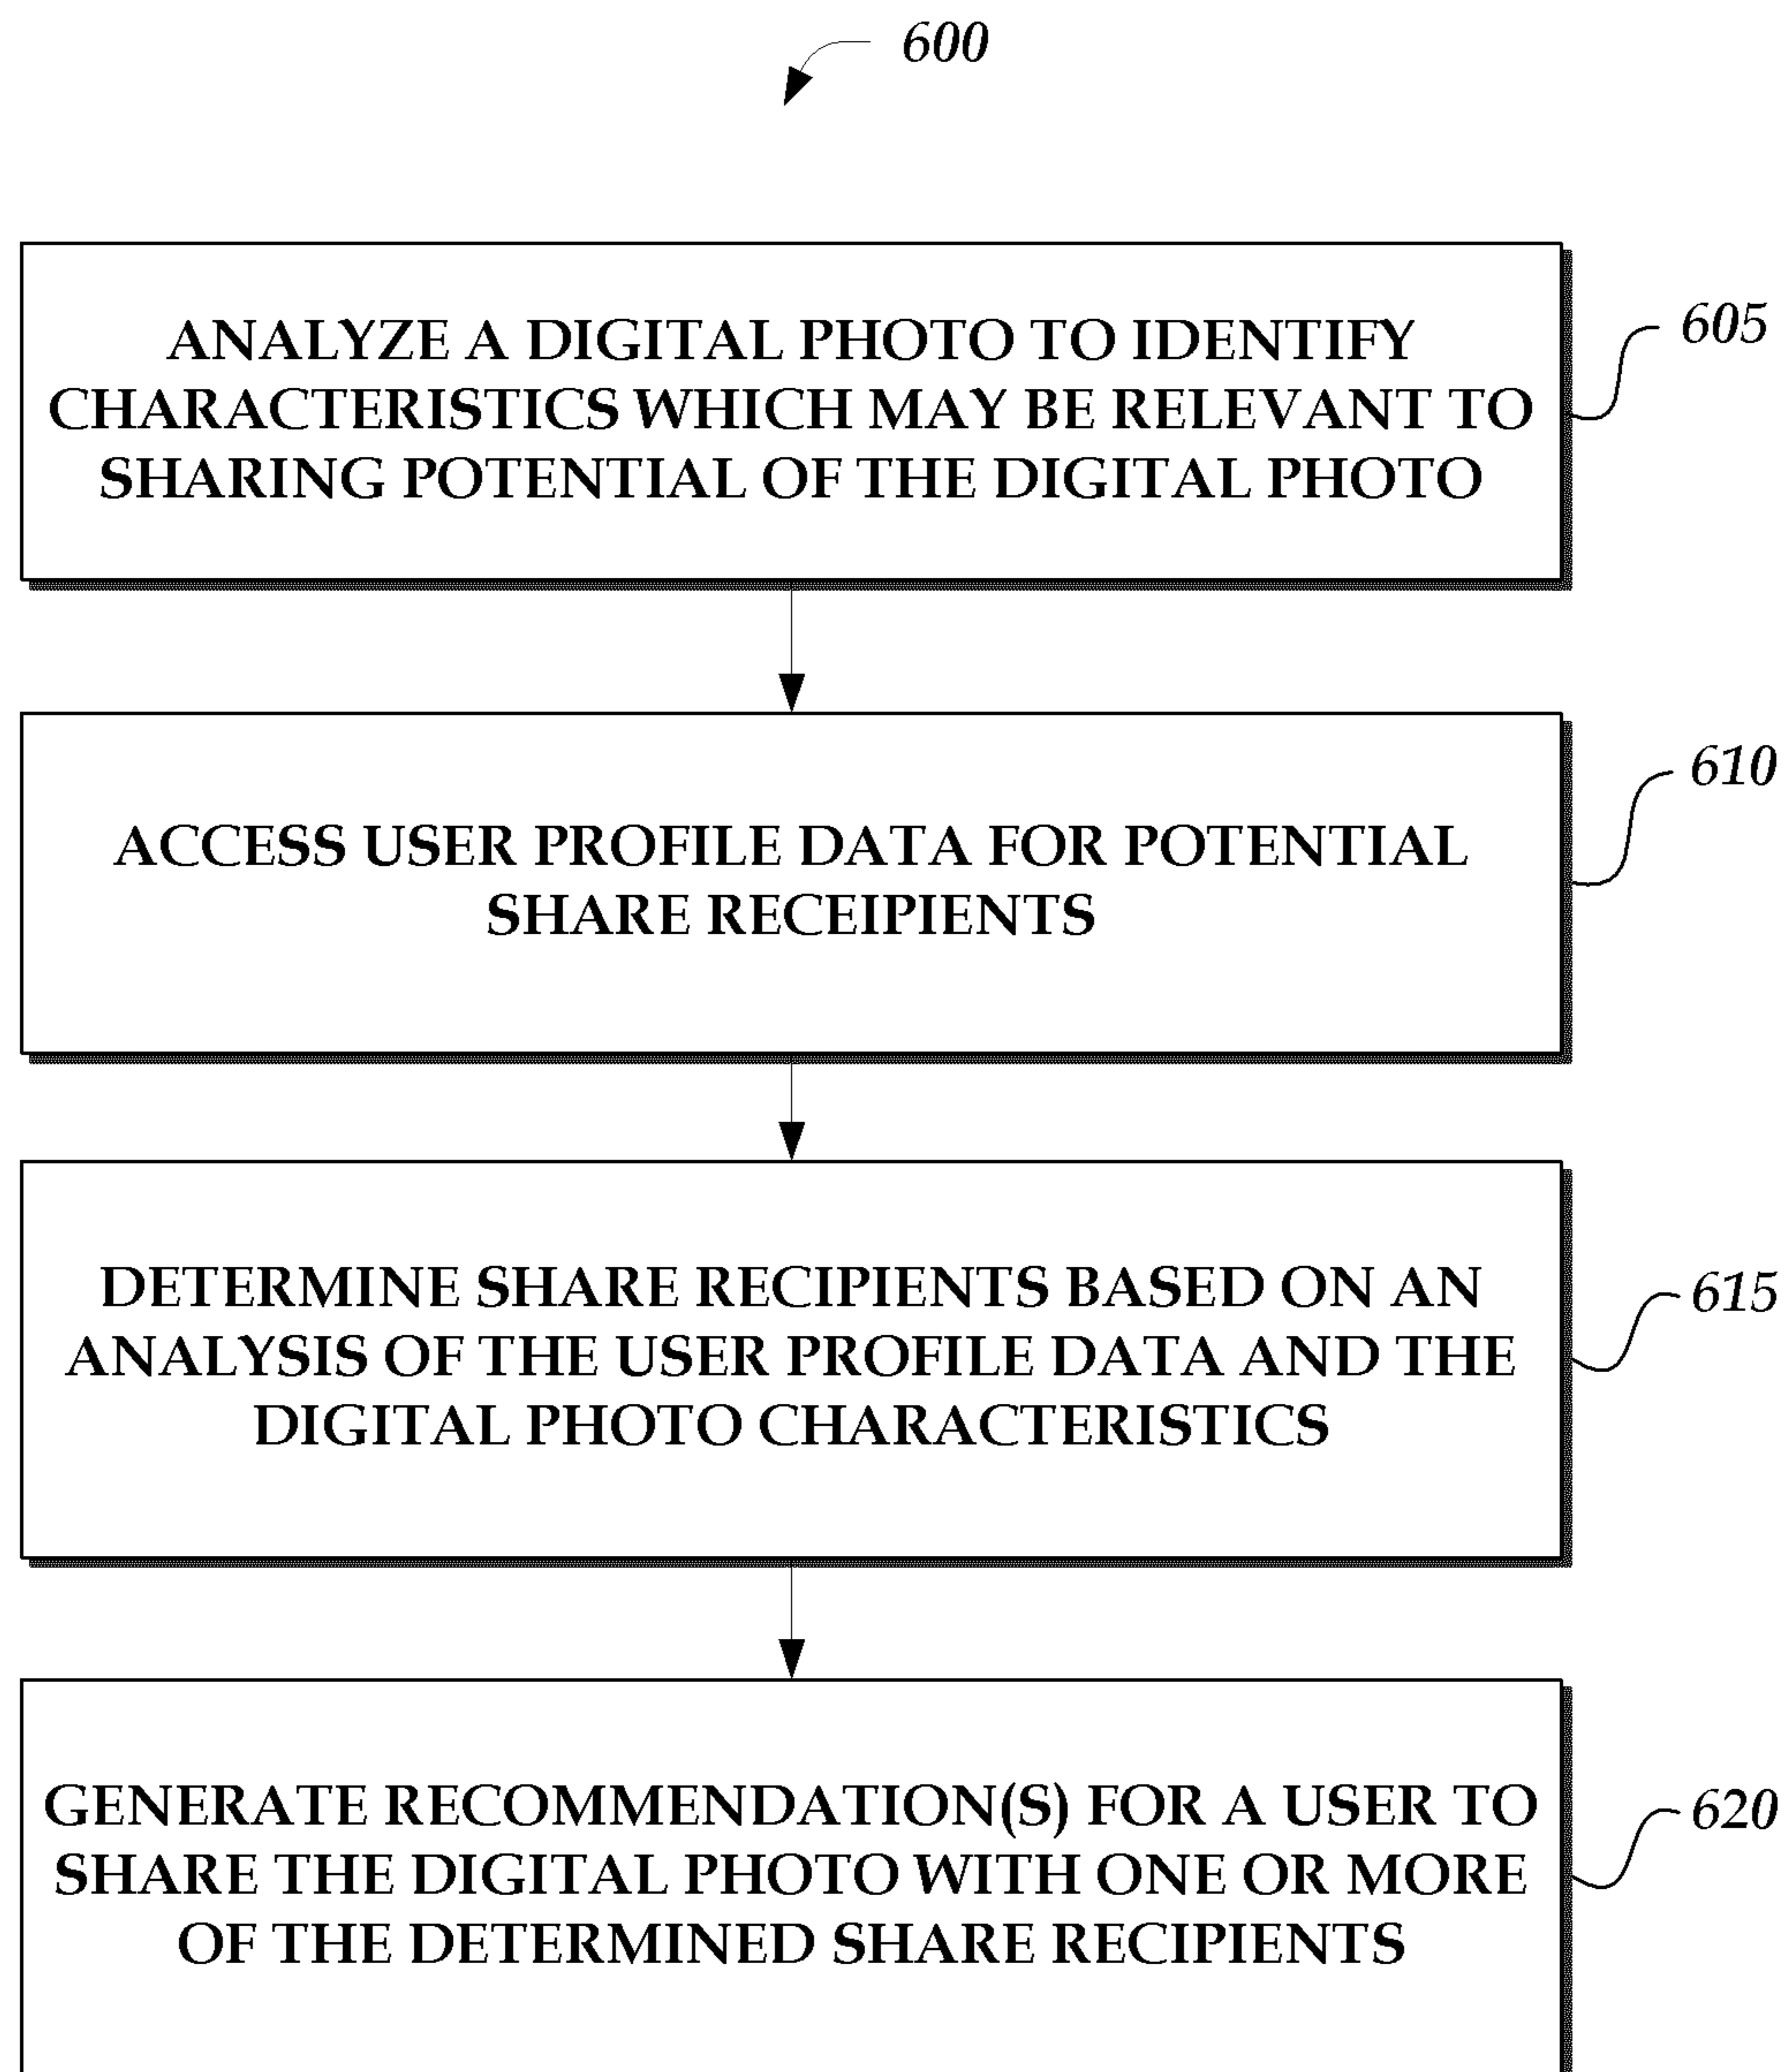 600
ANALYZE A DIGITAL PHOTO TO IDENTIFY
CHARACTERISTICS WHICH MAY BE RELEVANT TO
SHARING POTENTIAL OF THE DIGITAL PHOTO
605
ACCESS USER PROFILE DATA FOR POTENTIAL
SHARE RECEIPIENTS
610
DETERMINE SHARE RECIPIENTS BASED ON AN
ANALYSIS OF THE USER PROFILE DATA AND THE
DIGITAL PHOTO CHARACTERISTICS
615
GENERATE RECOMMENDATION(S) FOR A USER TO
SHARE THE DIGITAL PHOTO WITH ONE OR MORE
OF THE DETERMINED SHARE RECIPIENTS
620